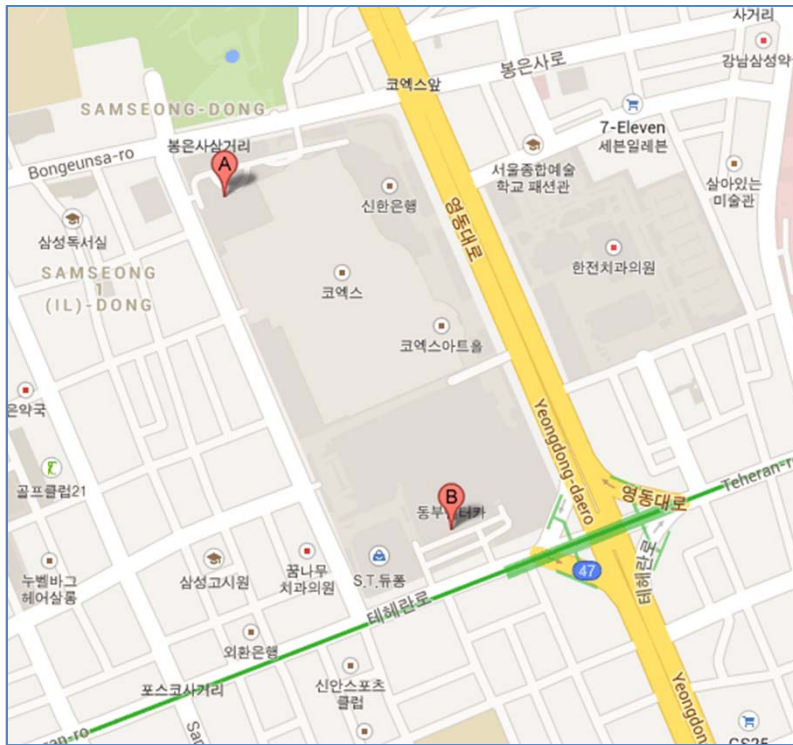 사거리
강남삼성약
봉은사로
코엑스앞
SAMSEONG-DONG
7-Eleven
세븐일레븐
봉은사삼거리
Bongeunsa-ro
A
서울종합예술
학교 패션관
살아있는
미술관
신한은행
영동대로
삼성독서실
한전치과의원
SAMSEONG
1
(IL)-DONG
코엑스
코엑스아트홀
은약국
Yeongdong-daero
골프클럽21
B
영동대로
Teheran-ro
누벨바그
헤어살롱
삼성고시원
꿈나무
치과의원
S.T.듀퐁
47
테헤란로
테헤란로
외환은행
포스코사거리
신안스포츠
클럽
eran-ro
Yeongdon
GS25